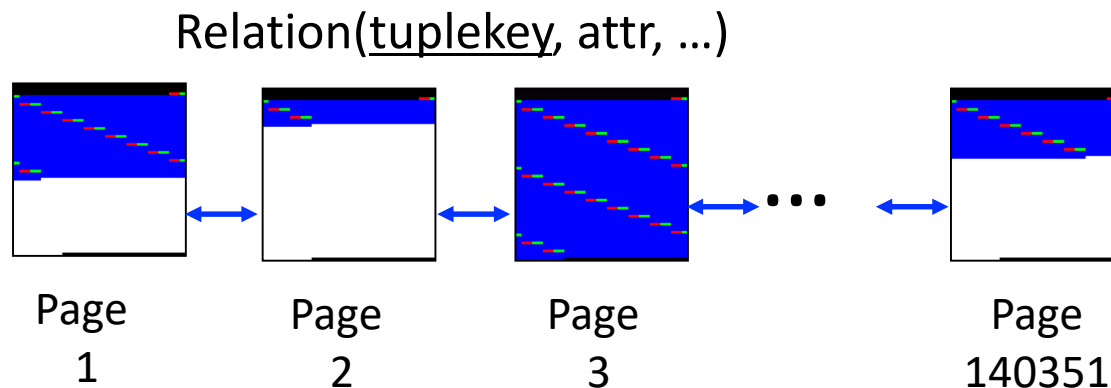 Relation(tuplekey, attr, …)
...
Page Page Page Page
1 2 3 140351